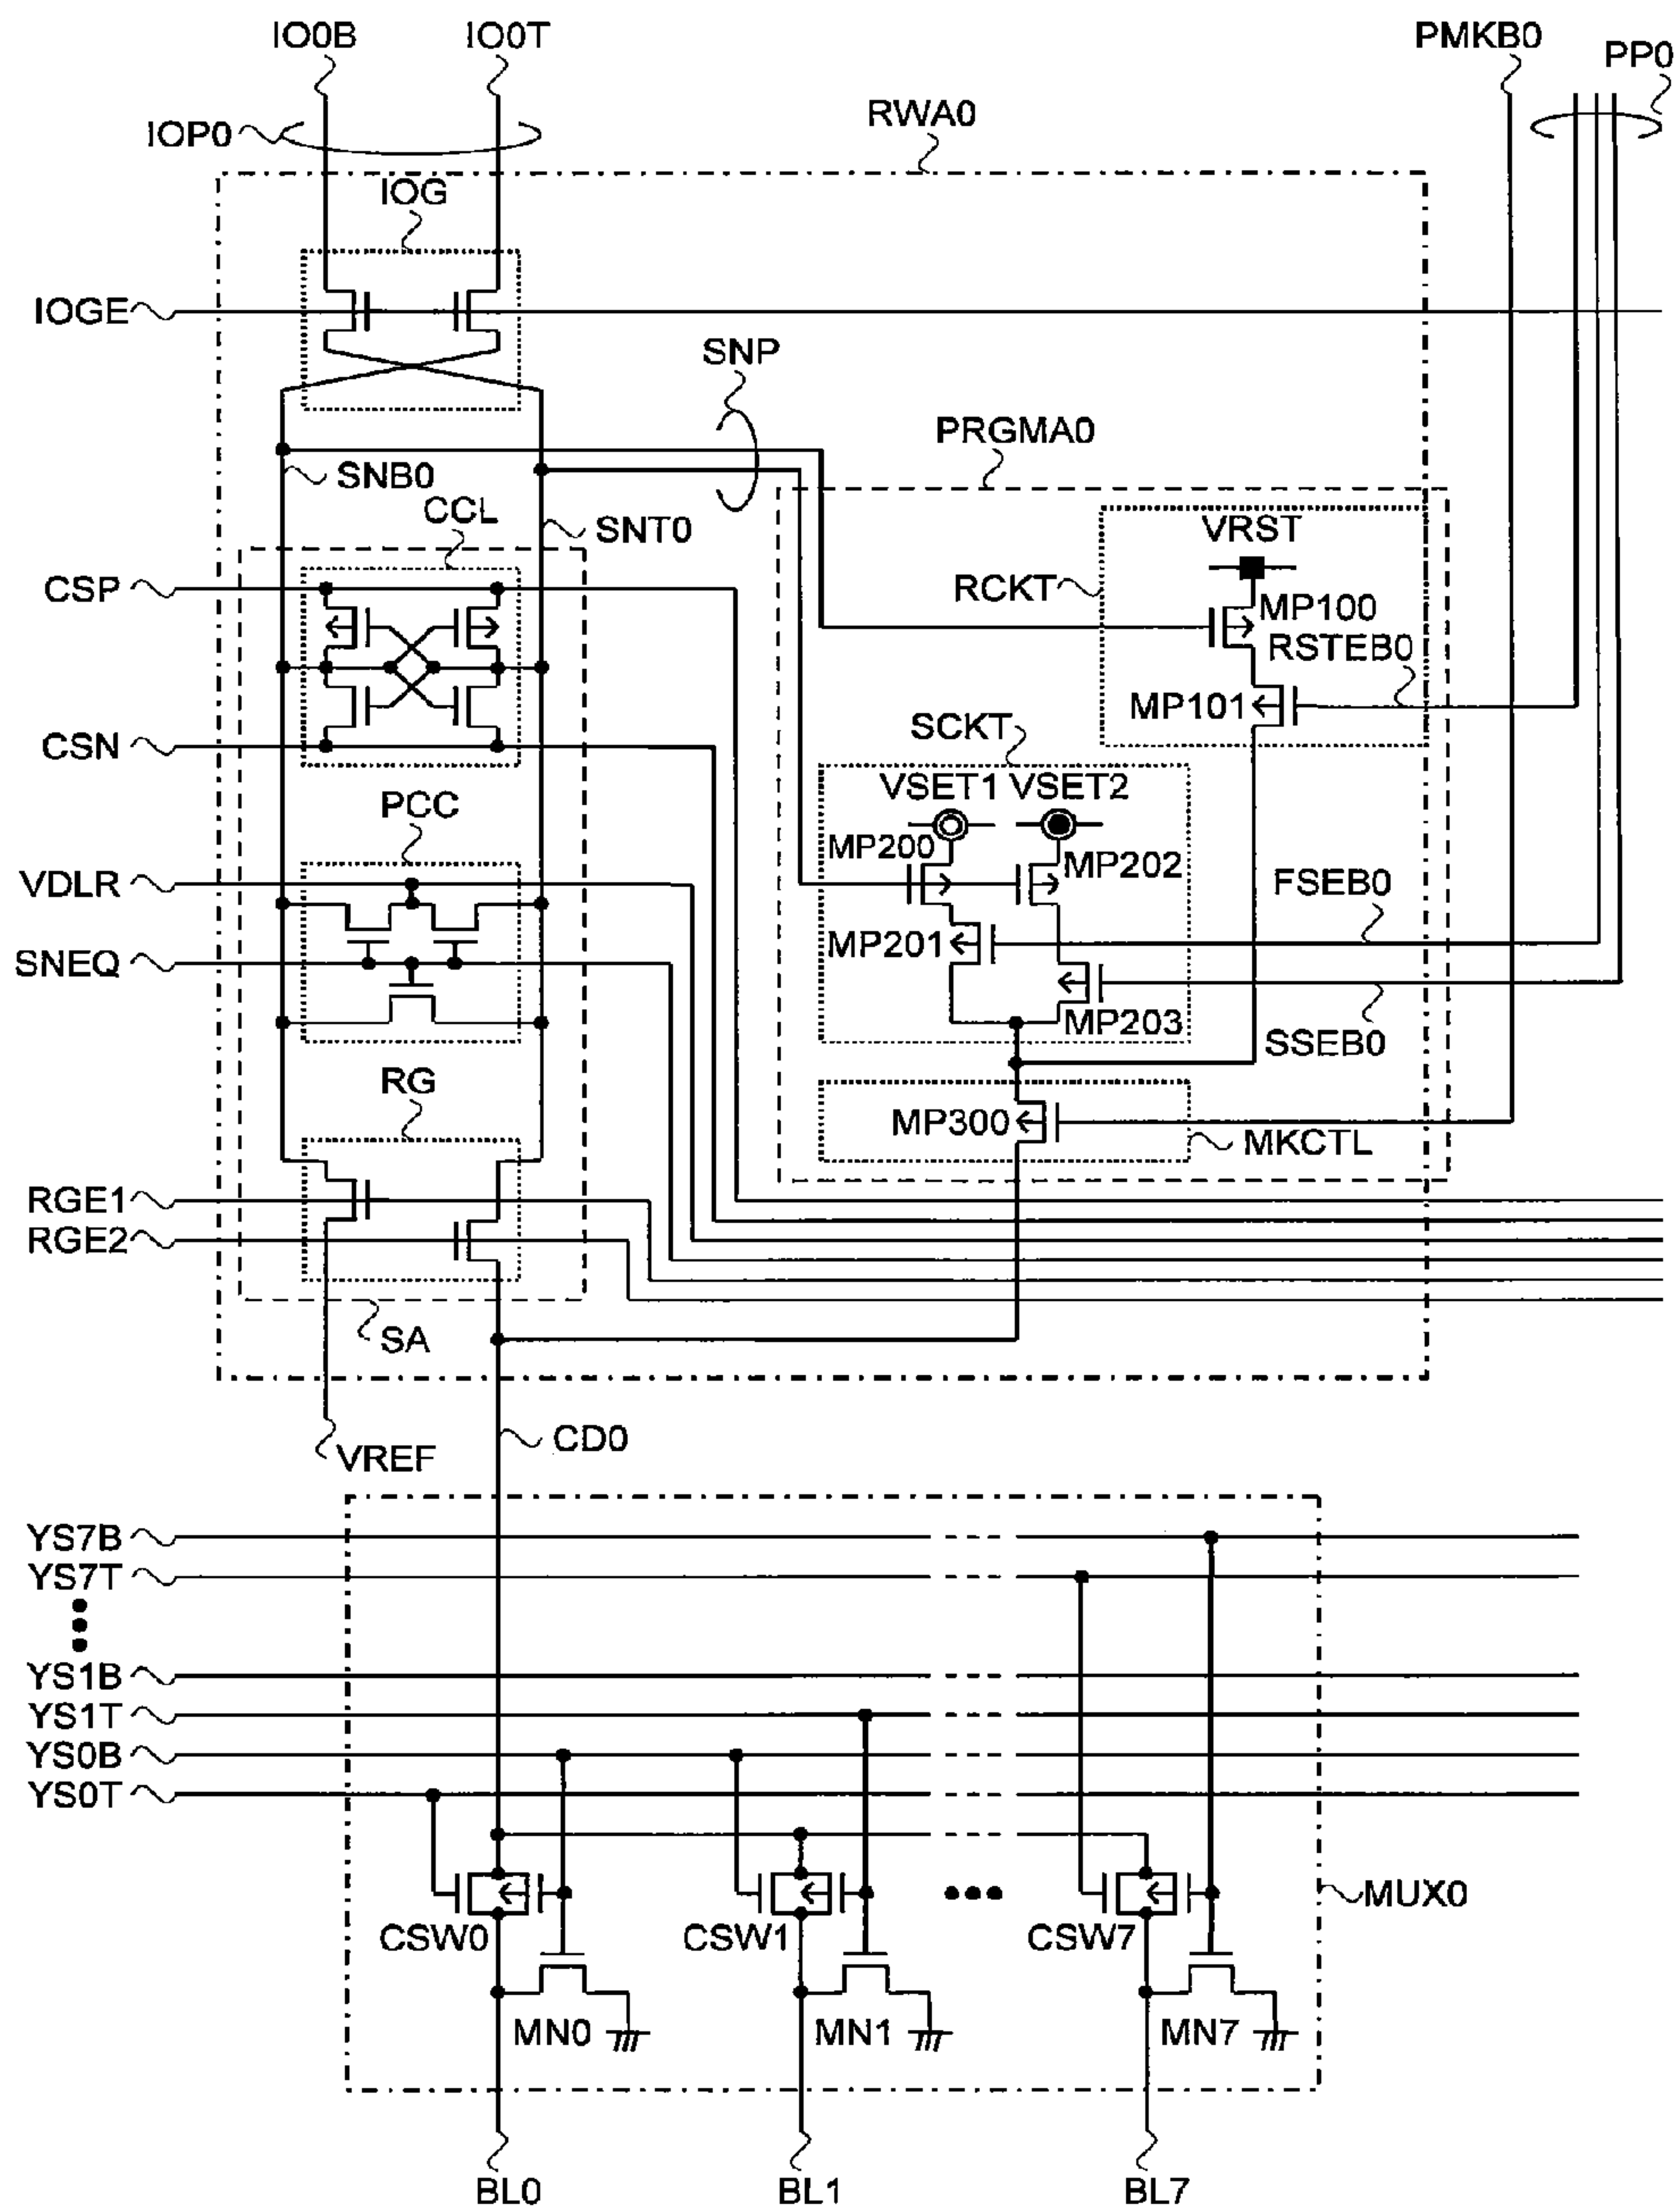 IO0B IO0T PMKB0 PP0
IOP0 RWA0
IOG
IOGE
SNP
PRGMA0
SNB0
CCL SNT0 VRST
CSP RCKT MP100
RSTEB0
MP101
CSN SCKT
VSET1 VSET2
PCC
MP200 MP202
VDLR FSEB0
MP201
SNEQ
MP203
SSEB0
RG
MP300 MKCTL
RGE1
RGE2
SA
CD0
VREF
YS7B
YS7T
YS1B
YS1T
YS0B
YS0T
MUX0
CSW0 CSW1 CSW7
MN0 MN1 MN7
BL0 BL1 BL7